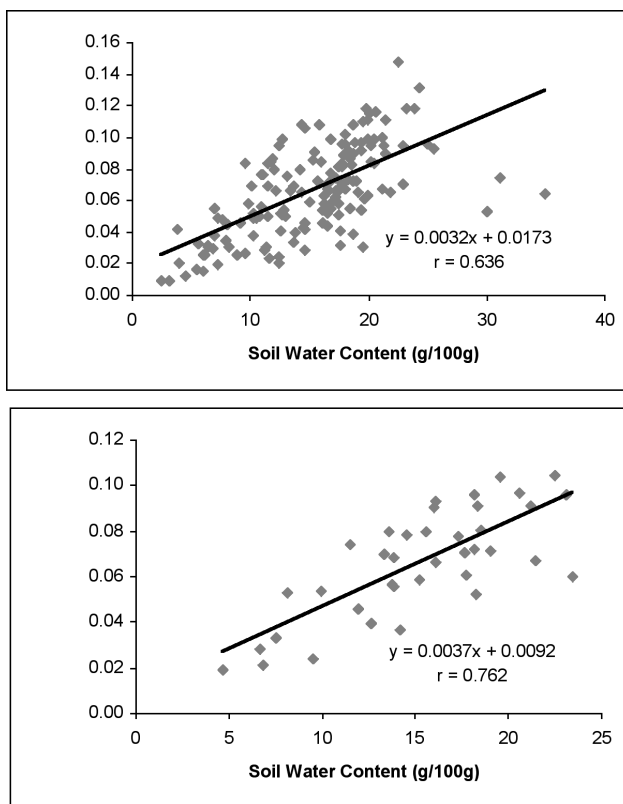 0.16
0.14
0.12
0.10
0.08
0.06
0.04
0.02
0.00
y = 0.0032x + 0.0173
r = 0.636
0 10 20 30 40
Soil Water Content (g/100g)
0.12
0.10
0.08
0.06
0.04
0.02
0.00
y = 0.0037x + 0.0092
r = 0.762
0 5 10 15 20 25
Soil Water Content (g/100g)